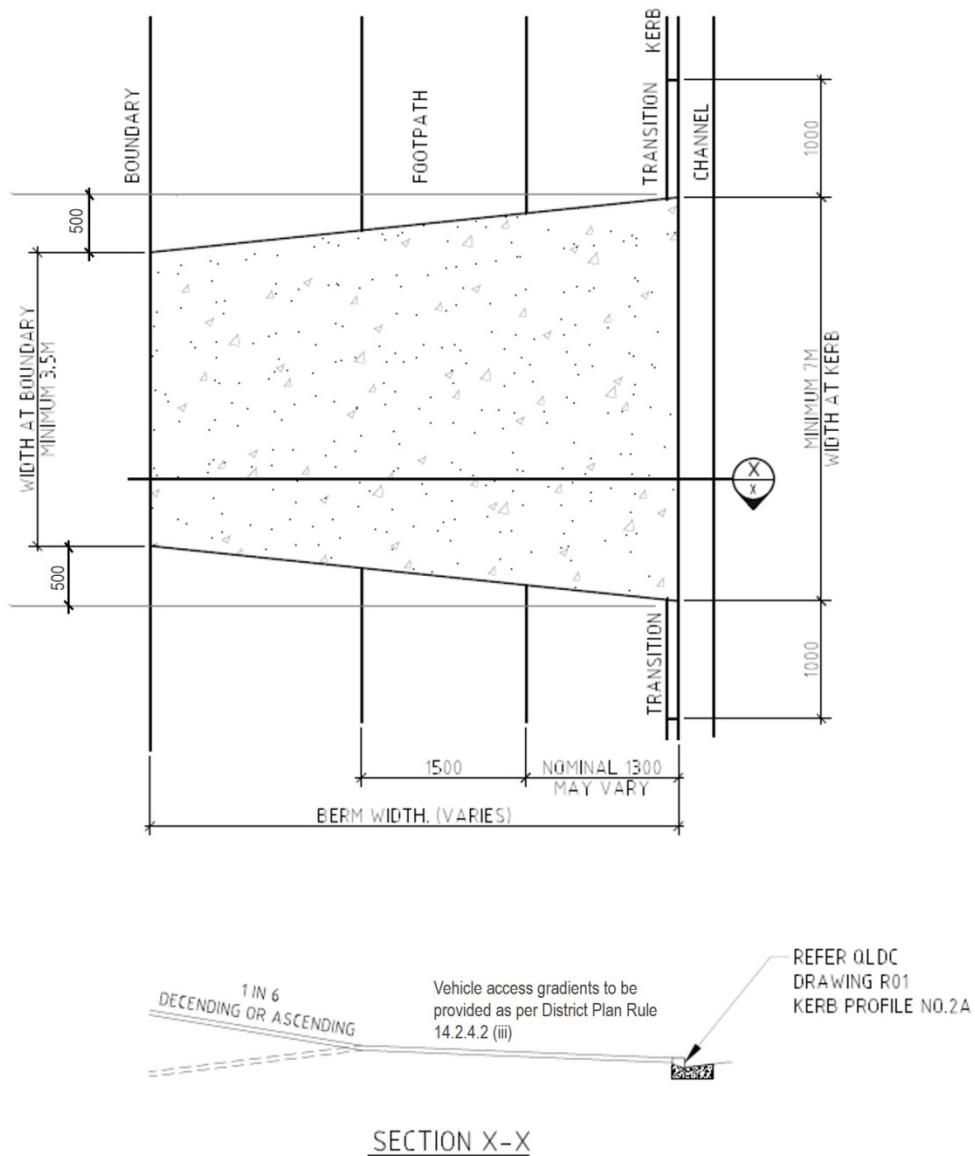 BOUNDARY
FOOTPATH
TRANSITION
KERB
CHANNEL
1000
500
WIDTH AT BOUNDARY
MINIMUM 3.5M
MINIMUM 7M
WIDTH AT KERB
X
X
500
TRANSITION
1000
1500
NOMINAL 1300
MAY VARY
BERM WIDTH. (VARIES)
1 IN 6
DECENDING OR ASCENDING
Vehicle access gradients to be
provided as per District Plan Rule
14.2.4.2 (iii)
REFER QLDC
DRAWING R01
KERB PROFILE NO.2A
SECTION X-X